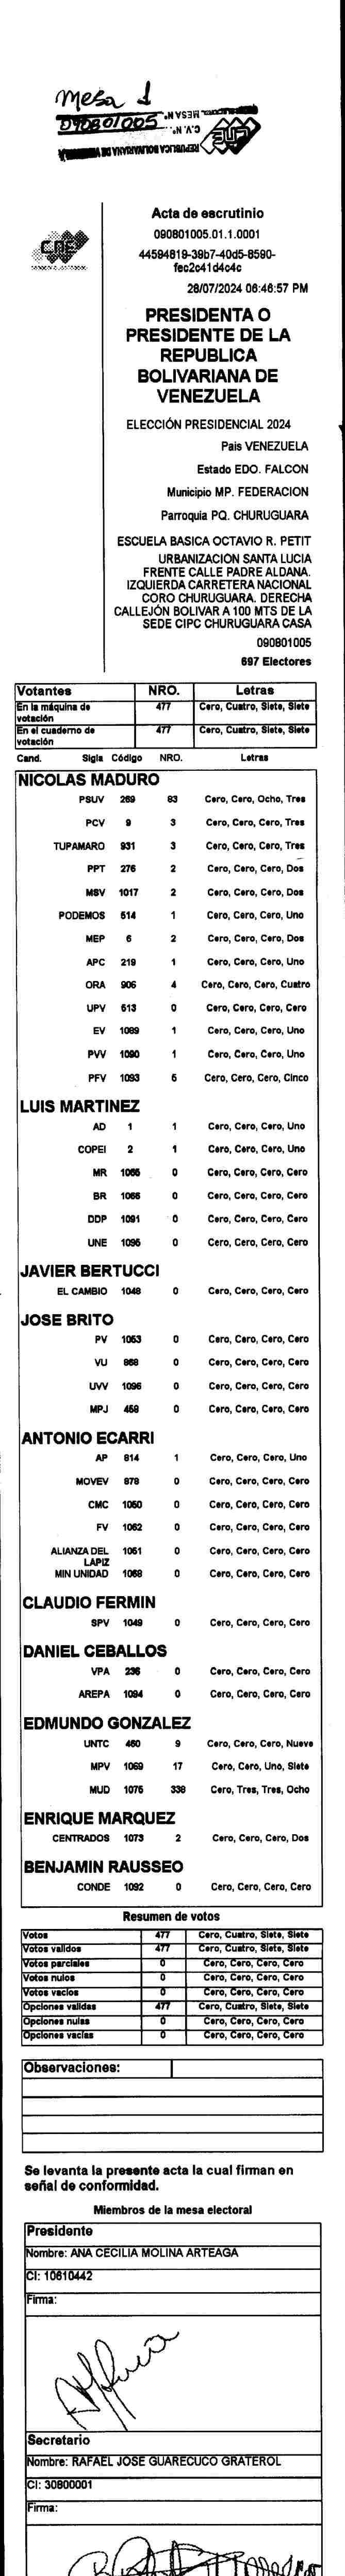 Mesa 1
090801005
MESA Nº
C.V. Nº.
REPUBLICA BOLIVARIANA DE
CNE
CNE
Acta de escrutinio
090801005.01.1.0001
44594819-39b7-40d5-8590-
fec2c41d4c4c
28/07/2024 06:46:57 PM
PRESIDENTA O
PRESIDENTE DE LA
REPUBLICA
BOLIVARIANA DE
VENEZUELA
ELECCIÓN PRESIDENCIAL 2024
Pais VENEZUELA
Estado EDO. FALCON
Municipio MP. FEDERACION
Parroquia PQ. CHURUGUARA
ESCUELA BASICA OCTAVIO R. PETIT
URBANIZACION SANTA LUCIA
FRENTE CALLE PADRE ALDANA.
IZQUIERDA CARRETERA NACIONAL
CORO CHURUGUARA. DERECHA
CALLEJÓN BOLIVAR A 100 MTS DE LA
SEDE CIPC CHURUGUARA CASA
090801005
697 Electores
Votantes NRO. Letras
En la máquina de votación 477 Cero, Cuatro, Siete, Siete
En el cuaderno de votación 477 Cero, Cuatro, Siete, Siete
Cand. Sigla Código NRO. Letras
NICOLAS MADURO
PSUV 269 83 Cero, Cero, Ocho, Tres
PCV 9 3 Cero, Cero, Cero, Tres
TUPAMARO 931 3 Cero, Cero, Cero, Tres
PPT 276 2 Cero, Cero, Cero, Dos
MSV 1017 2 Cero, Cero, Cero, Dos
PODEMOS 514 1 Cero, Cero, Cero, Uno
MEP 6 2 Cero, Cero, Cero, Dos
APC 219 1 Cero, Cero, Cero, Uno
ORA 906 4 Cero, Cero, Cero, Cuatro
UPV 513 0 Cero, Cero, Cero, Cero
EV 1089 1 Cero, Cero, Cero, Uno
PVV 1090 1 Cero, Cero, Cero, Uno
PFV 1093 5 Cero, Cero, Cero, Cinco
LUIS MARTINEZ
AD 1 1 Cero, Cero, Cero, Uno
COPEI 2 1 Cero, Cero, Cero, Uno
MR 1065 0 Cero, Cero, Cero, Cero
BR 1066 0 Cero, Cero, Cero, Cero
DDP 1091 0 Cero, Cero, Cero, Cero
UNE 1095 0 Cero, Cero, Cero, Cero
JAVIER BERTUCCI
EL CAMBIO 1048 0 Cero, Cero, Cero, Cero
JOSE BRITO
PV 1053 0 Cero, Cero, Cero, Cero
VU 868 0 Cero, Cero, Cero, Cero
UVV 1096 0 Cero, Cero, Cero, Cero
MPJ 458 0 Cero, Cero, Cero, Cero
ANTONIO ECARRI
AP 814 1 Cero, Cero, Cero, Uno
MOVEV 878 0 Cero, Cero, Cero, Cero
CMC 1050 0 Cero, Cero, Cero, Cero
FV 1062 0 Cero, Cero, Cero, Cero
ALIANZA DEL LAPIZ 1051 0 Cero, Cero, Cero, Cero
MIN UNIDAD 1068 0 Cero, Cero, Cero, Cero
CLAUDIO FERMIN
SPV 1049 0 Cero, Cero, Cero, Cero
DANIEL CEBALLOS
VPA 236 0 Cero, Cero, Cero, Cero
AREPA 1094 0 Cero, Cero, Cero, Cero
EDMUNDO GONZALEZ
UNTC 460 9 Cero, Cero, Cero, Nueve
MPV 1069 17 Cero, Cero, Uno, Siete
MUD 1075 338 Cero, Tres, Tres, Ocho
ENRIQUE MARQUEZ
CENTRADOS 1073 2 Cero, Cero, Cero, Dos
BENJAMIN RAUSSEO
CONDE 1092 0 Cero, Cero, Cero, Cero
Resumen de votos
Votos 477 Cero, Cuatro, Siete, Siete
Votos validos 477 Cero, Cuatro, Siete, Siete
Votos parciales 0 Cero, Cero, Cero, Cero
Votos nulos 0 Cero, Cero, Cero, Cero
Votos vacios 0 Cero, Cero, Cero, Cero
Opciones validas 477 Cero, Cuatro, Siete, Siete
Opciones nulas 0 Cero, Cero, Cero, Cero
Opciones vacias 0 Cero, Cero, Cero, Cero
Observaciones:
Se levanta la presente acta la cual firman en
señal de conformidad.
Miembros de la mesa electoral
Presidente
Nombre: ANA CECILIA MOLINA ARTEAGA
CI: 10610442
Firma:
Secretario
Nombre: RAFAEL JOSE GUARECUCO GRATEROL
CI: 30800001
Firma: